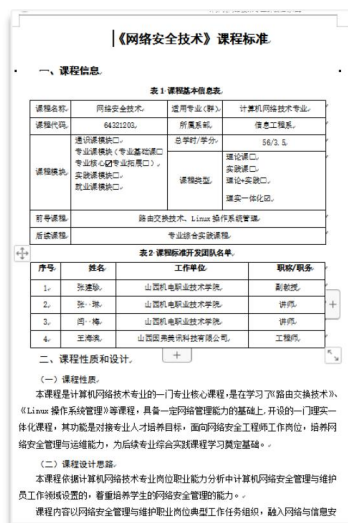 《网络安全技术》课程标准
一、课程信息
表 1 课程基本信息表
课程名称 网络安全技术 适用专业(群) 计算机网络技术专业
课程代码 64321203 所属系部 信息工程系
课程模块 通识课模块□ 总学时/学分 56/3.5
专业课模块(专业基础课□
专业核心☑专业拓展□)
实践课模块□
就业课模块□
课程类型 理论课□
实践课□
理论+实践□
理实一体化☑
前导课程 路由交换技术、Linux 操作系统管理
后续课程 专业综合实践课程
表 2 课程标准开发团队名单
序号 姓名 工作单位 职称/职务
1 张建敏 山西机电职业技术学院 副教授
2 张 琳 山西机电职业技术学院 讲师
3 闫 梅 山西机电职业技术学院 讲师
4 王海滨 山西因弗美讯科技有限公司 工程师
二、课程性质和设计
(一)课程性质
本课程是计算机网络技术专业的一门专业核心课程,是在学习了《路由交换技术》、
《Linux 操作系统管理》等课程,具备一定网络管理能力的基础上,开设的一门理实一
体化课程,其功能是对接专业人才培养目标,面向网络安全工程师工作岗位,培养网
络安全管理与运维能力,为后续专业综合实践课程学习奠定基础。
(二)课程设计思路
本课程依据计算机网络技术专业岗位职业能力分析中计算机网络安全管理与维护
员工作领域设置的,着重培养学生的网络安全管理的能力。
课程内容以网络安全管理与维护职业岗位典型工作任务组织,融入网络与信息安